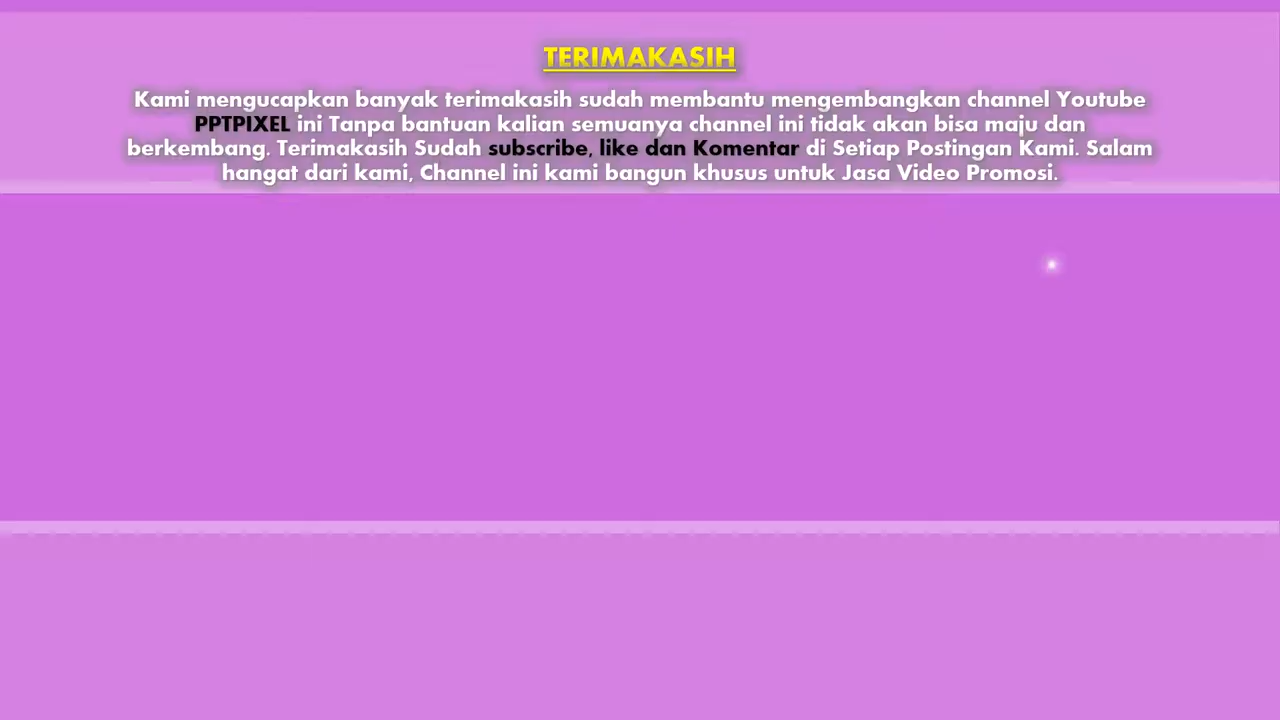 TERIMAKASIH
Kami mengucapkan banyak terimakasih sudah membantu mengembangkan channel Youtube
PPTPIXEL ini Tanpa bantuan kalian semuanya channel ini tidak akan bisa maju dan
berkembang. Terimakasih Sudah subscribe, like dan Komentar di Setiap Postingan Kami. Salam
hangat dari kami, Channel ini kami bangun khusus untuk Jasa Video Promosi.